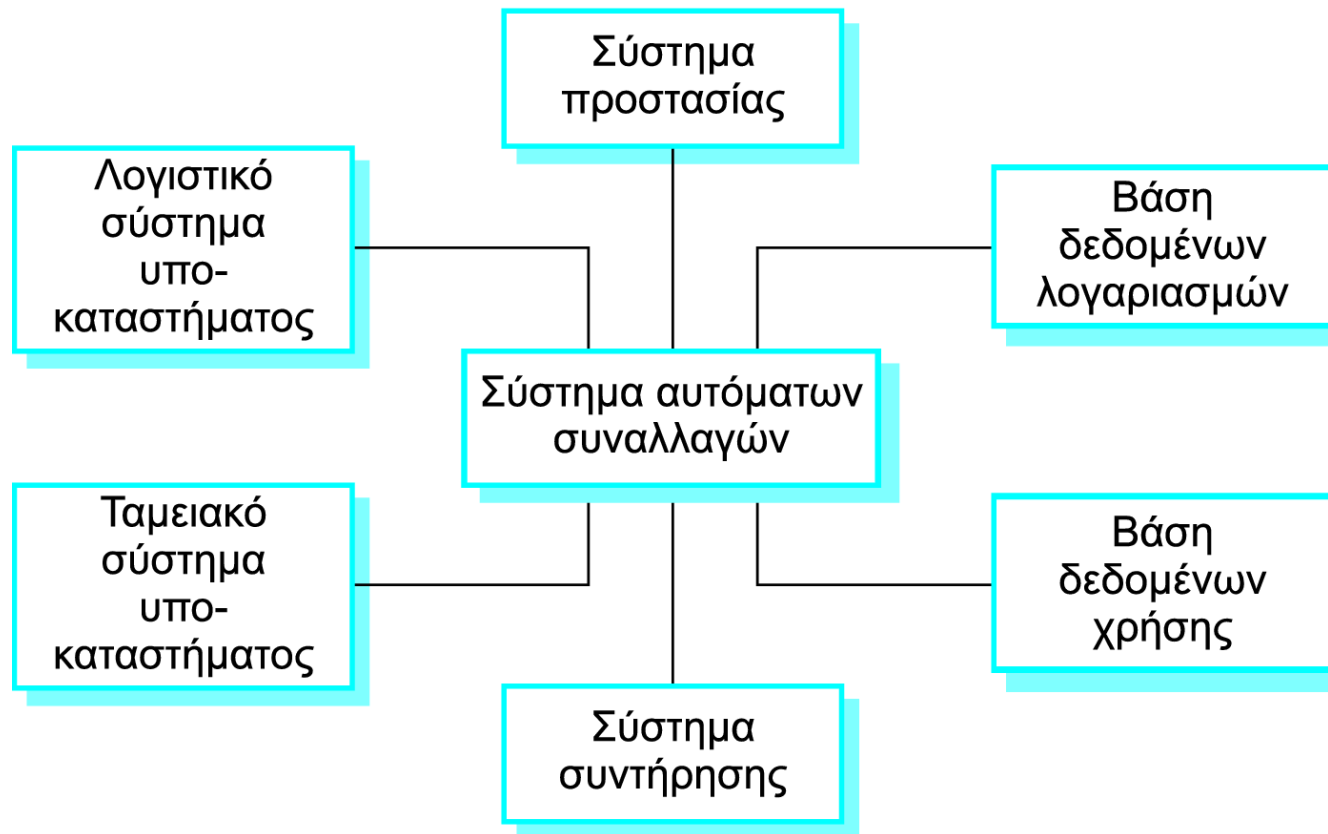 Σύστημα
προστασίας
Λογιστικό
σύστημα
υπο-
καταστήματος
Βάση
δεδομένων
λογαριασμών
Σύστημα αυτόματων
συναλλαγών
Ταμειακό
σύστημα
υπο-
καταστήματος
Βάση
δεδομένων
χρήσης
Σύστημα
συντήρησης